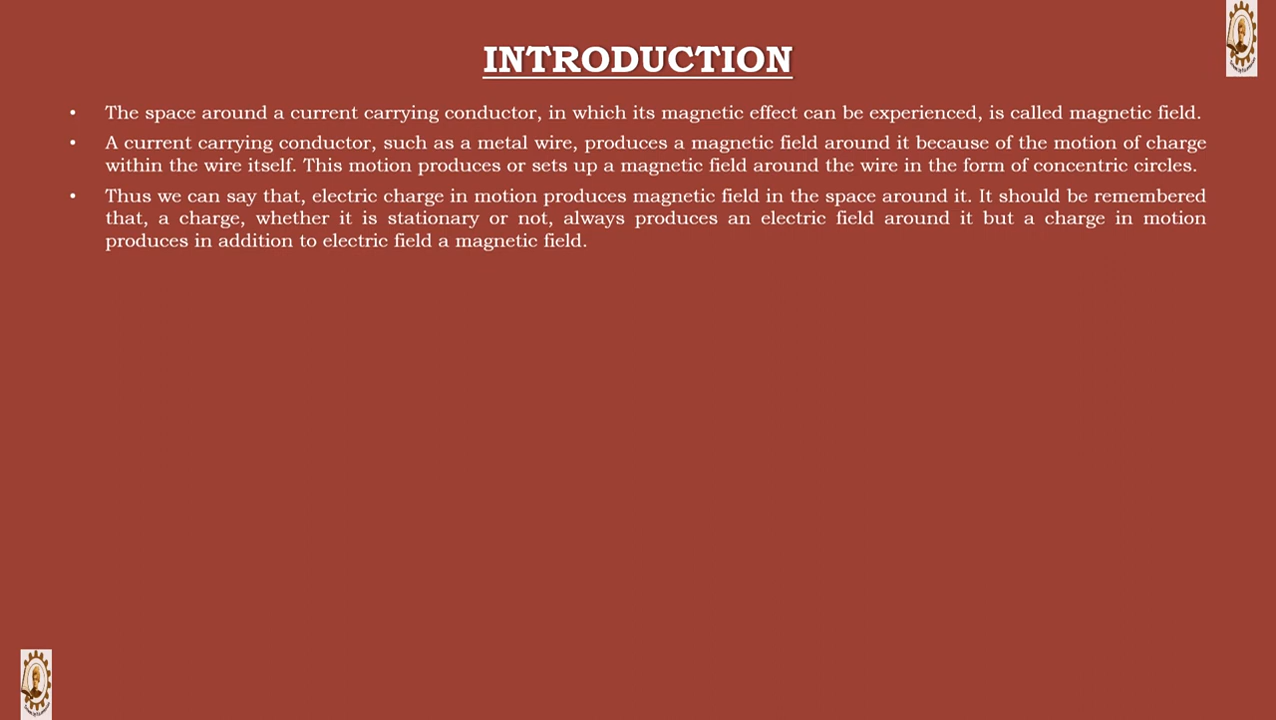 INTRODUCTION
• The space around a current carrying conductor, in which its magnetic effect can be experienced, is called magnetic field.
• A current carrying conductor, such as a metal wire, produces a magnetic field around it because of the motion of charge
within the wire itself. This motion produces or sets up a magnetic field around the wire in the form of concentric circles.
• Thus we can say that, electric charge in motion produces magnetic field in the space around it. It should be remembered
that, a charge, whether it is stationary or not, always produces an electric field around it but a charge in motion
produces in addition to electric field a magnetic field.